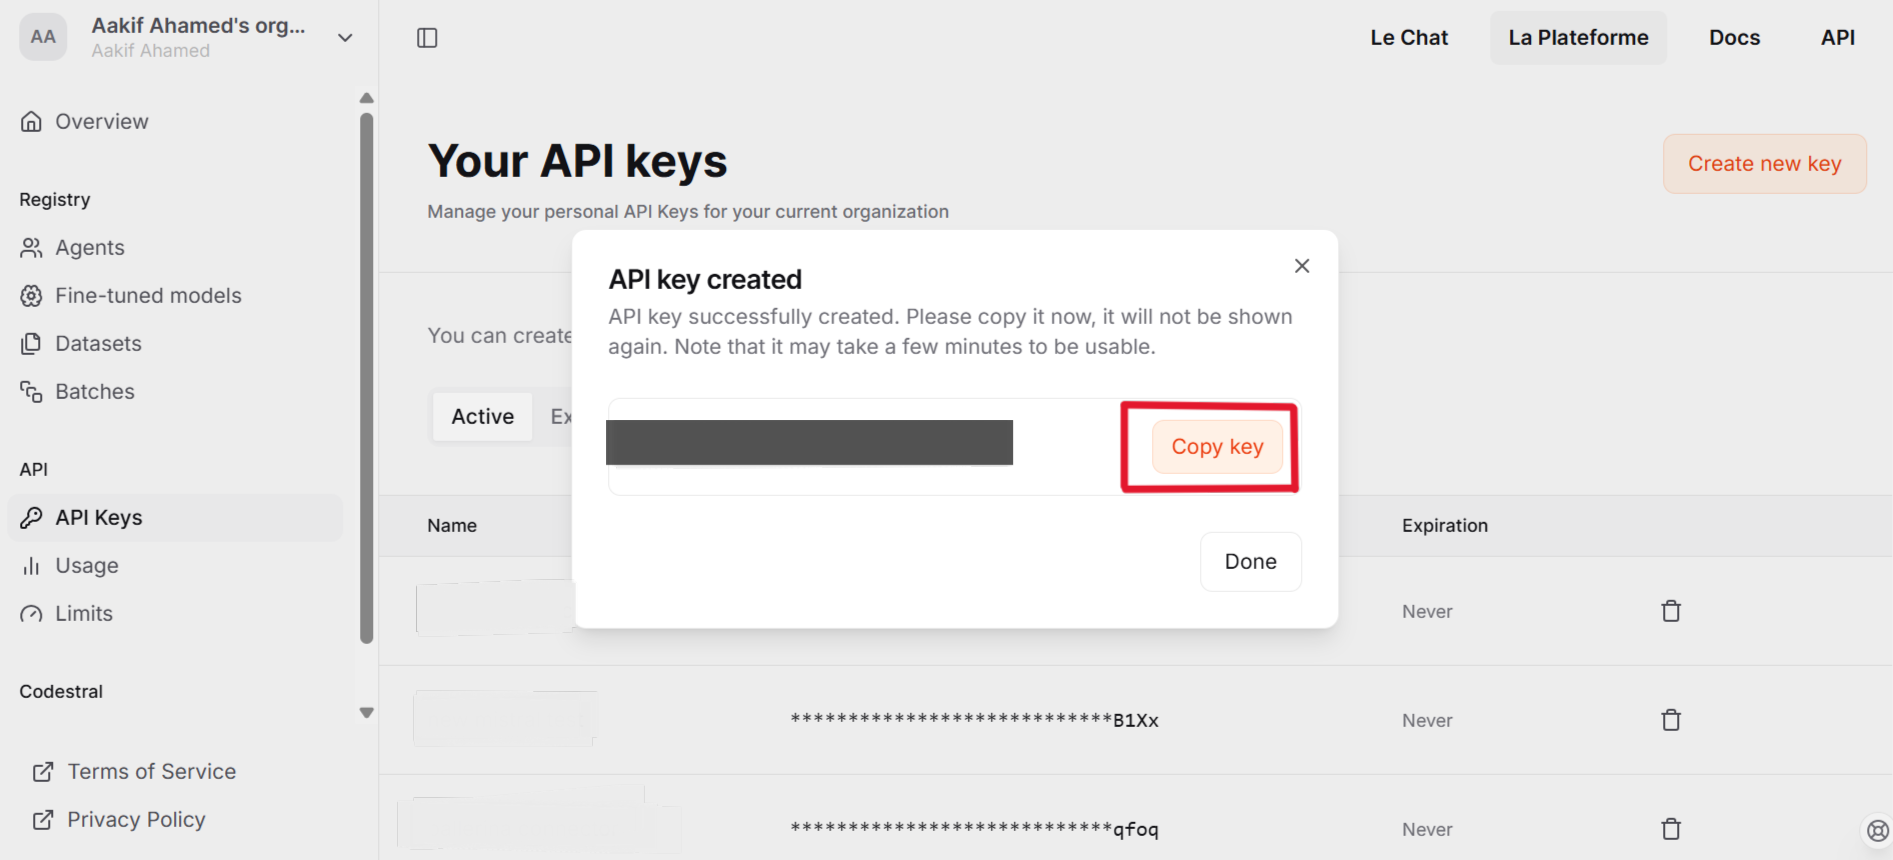 AA
Aakif Ahamed's org...
Aakif Ahamed
Le Chat
La Plateforme
Docs
API
Overview
Registry
Agents
Fine-tuned models
Datasets
Batches
API
API Keys
Usage
Limits
Codestral
Terms of Service
Privacy Policy
Your API keys
Create new key
Manage your personal API Keys for your current organization
You can create
Active
Ex
API key created
API key successfully created. Please copy it now, it will not be shown
again. Note that it may take a few minutes to be usable.
Copy key
Done
Name
Expiration
Never
****************************B1Xx
Never
****************************qfoq
Never